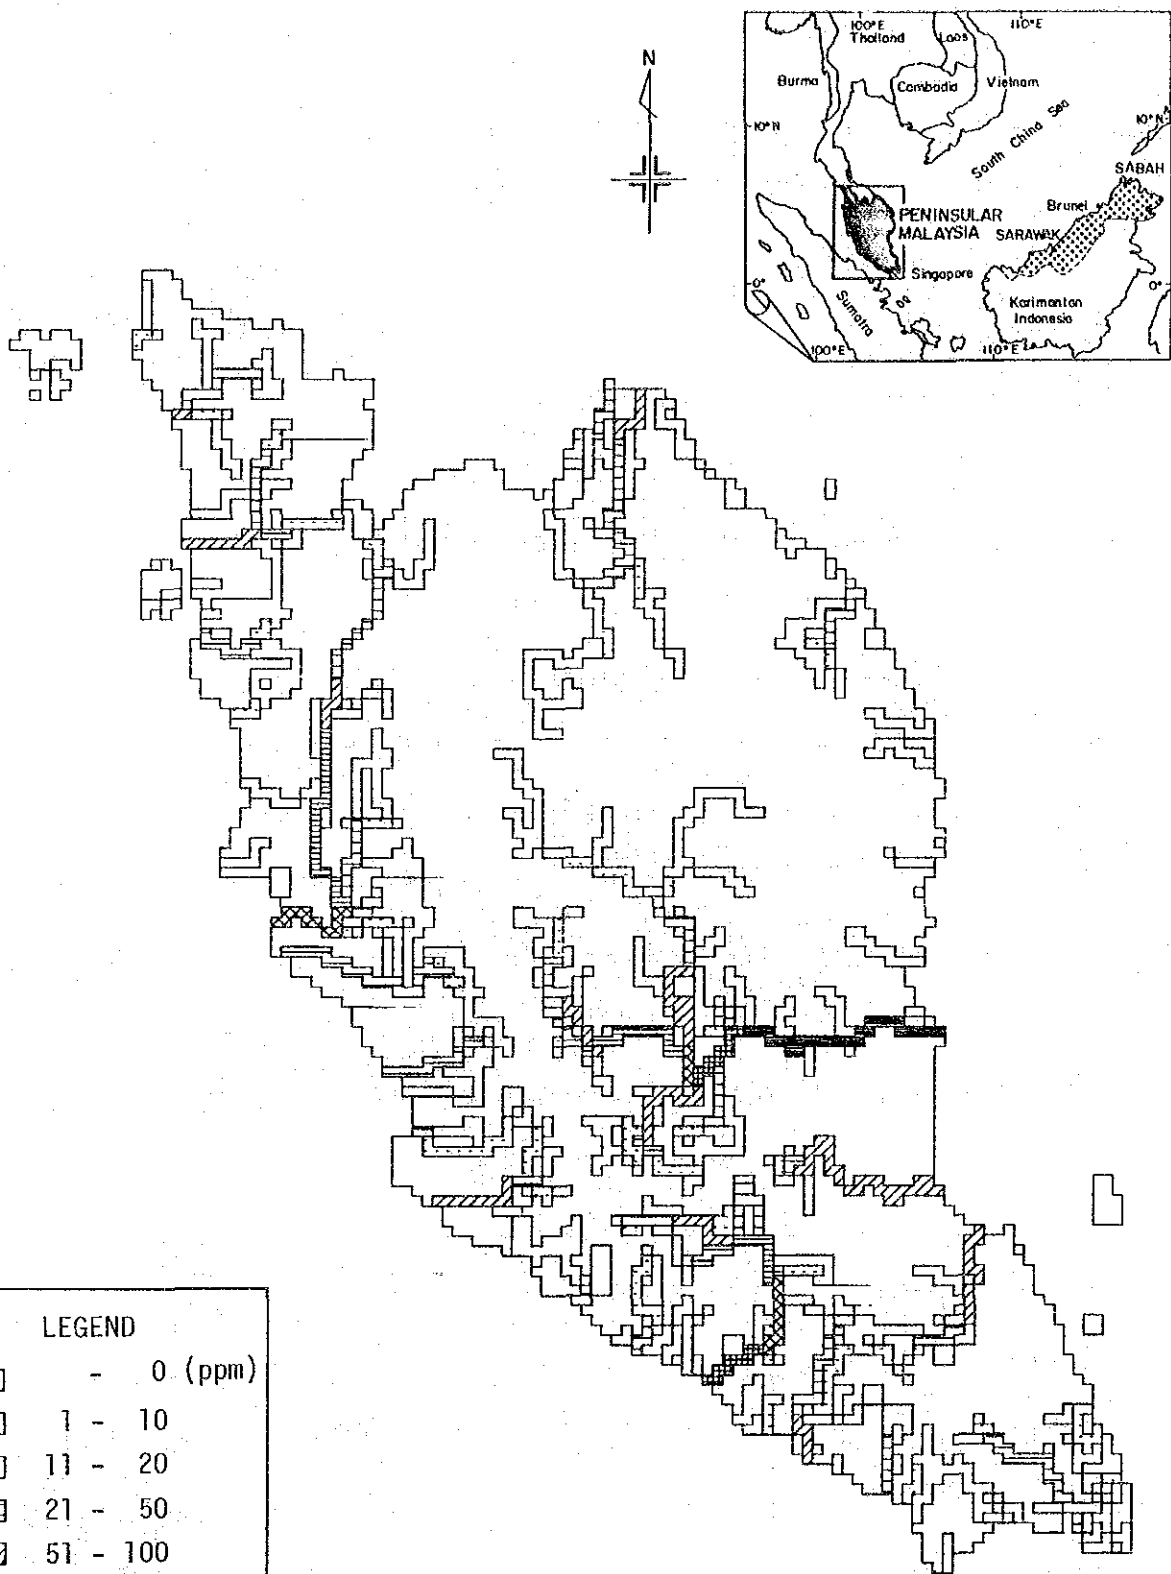 N
100°E
110°E
Thailand
Laos
Burma
Cambodia
Vietnam
10°N
10°N
South China Sea
SABAH
Brunei
PENINSULAR
MALAYSIA
SARAWAK
Singapore
0°
0°
Sumatra
Karimantan
Indonesia
100°E
110°E
LEGEND
- 0 (ppm)
1 - 10
11 - 20
21 - 50
51 - 100